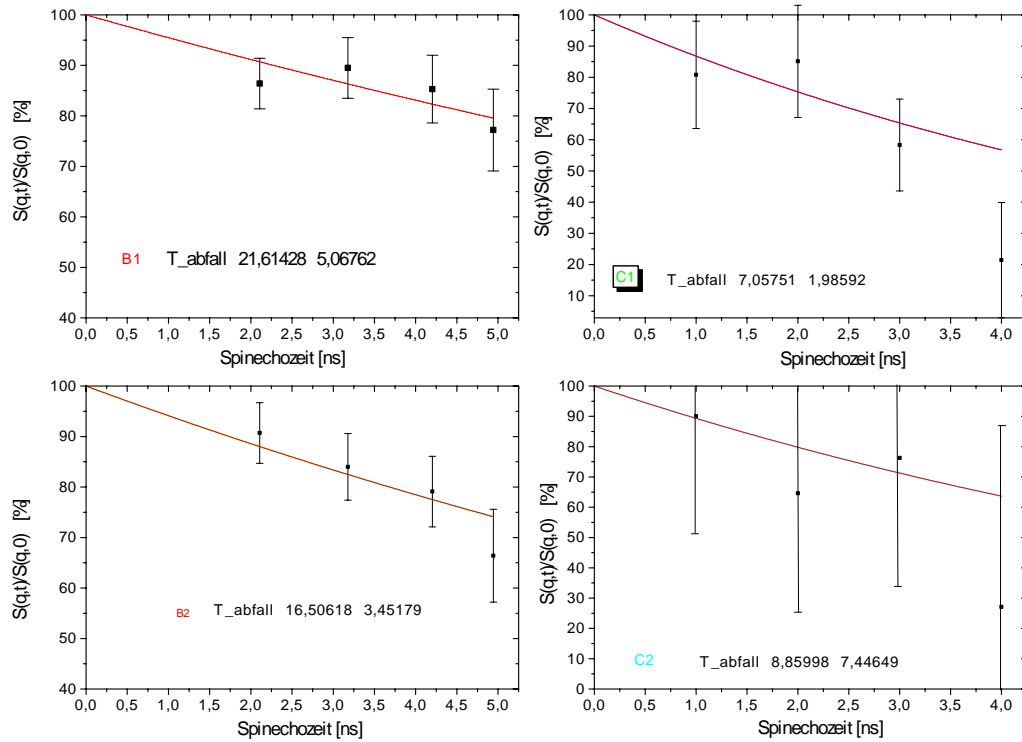 100
90
80
70
60
50
40
S(q,t)/S(q,0) [%]
B1 T_abfall 21,61428 5,06762
0,0 0,5 1,0 1,5 2,0 2,5 3,0 3,5 4,0 4,5 5,0
Spinechozeit [ns]
100
90
80
70
60
50
40
30
20
10
S(q,t)/S(q,0) [%]
C1 T_abfall 7,05751 1,98592
0,0 0,5 1,0 1,5 2,0 2,5 3,0 3,5 4,0
Spinechozeit [ns]
100
90
80
70
60
50
40
S(q,t)/S(q,0) [%]
B2 T_abfall 16,50618 3,45179
0,0 0,5 1,0 1,5 2,0 2,5 3,0 3,5 4,0 4,5 5,0
Spinechozeit [ns]
100
90
80
70
60
50
40
30
20
10
0
S(q,t)/S(q,0) [%]
C2 T_abfall 8,85998 7,44649
0,0 0,5 1,0 1,5 2,0 2,5 3,0 3,5 4,0
Spinechozeit [ns]